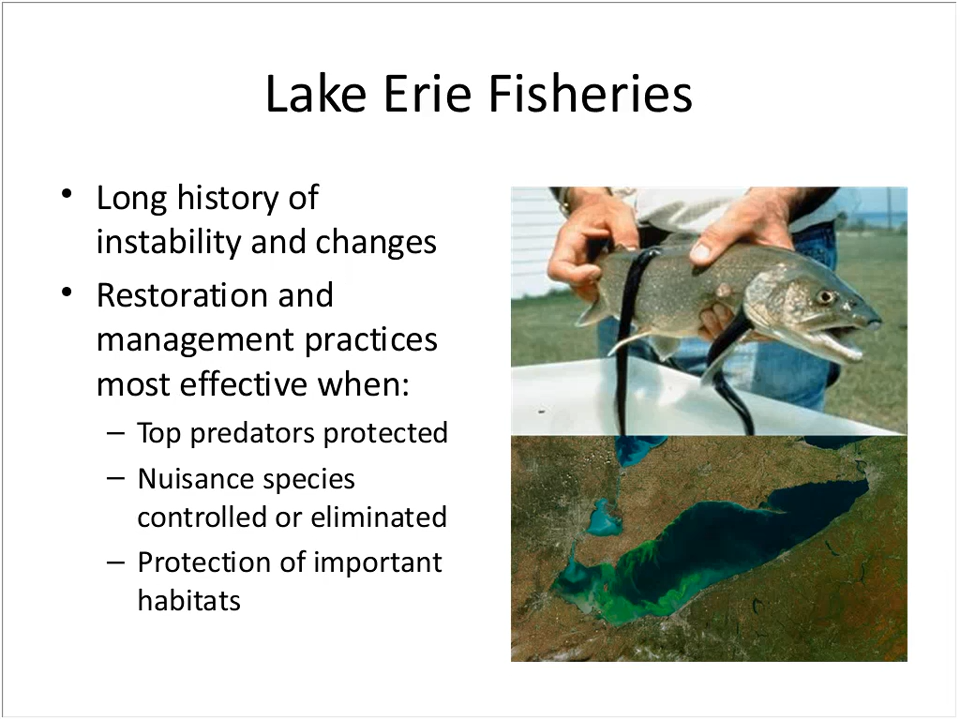 Lake Erie Fisheries
• Long history of
instability and changes
• Restoration and
management practices
most effective when:
– Top predators protected
– Nuisance species
controlled or eliminated
– Protection of important
habitats